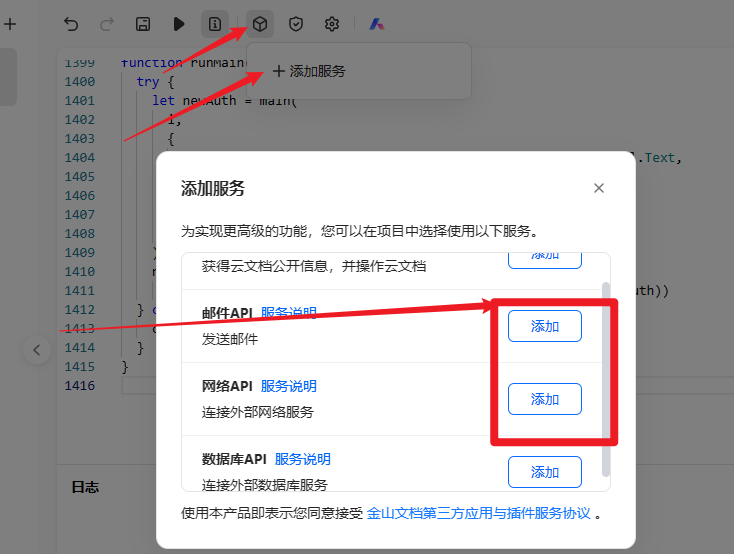 添加服务
1399 function runMain(
1400 try {
1401 let newAuth = main(
1402 1,
1403 {
1404 .Text,
1405
1406
1407
1408
1409 )
1410
1411 th))
1412 }
1413
1414 }
1415 }
1416
添加服务
为实现更高级的功能，您可以在项目中选择使用以下服务。
添加
获得云文档公开信息，并操作云文档
邮件API 服务说明
发送邮件
添加
网络API 服务说明
连接外部网络服务
添加
数据库API 服务说明
连接外部数据库服务
添加
使用本产品即表示您同意接受 金山文档第三方应用与插件服务协议 。
日志